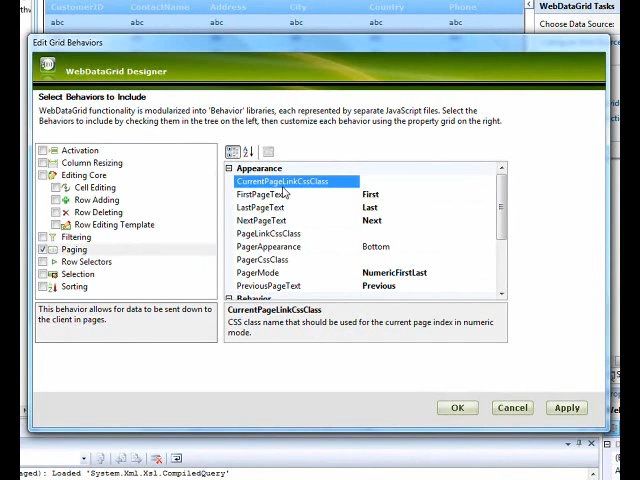 CustomerID ContactName Address City Country Phone
abc abc abc abc abc abc
WebDataGrid Tasks
Choose Data Source:
Edit Grid Behaviors
WebDataGrid Designer
Select Behaviors to Include
WebDataGrid functionality is modularized into 'Behavior' libraries, each represented by separate JavaScript files. Select the
Behaviors to include by checking them in the tree on the left, then customize each behavior using the property grid on the right.
Activation
Column Resizing
Editing Core
Cell Editing
Row Adding
Row Deleting
Row Editing Template
Filtering
Paging
Row Selectors
Selection
Sorting
Appearance
CurrentPageLinkCssClass
FirstPageText First
LastPageText Last
NextPageText Next
PageLinkCssClass
PagerAppearance Bottom
PagerCssClass
PagerMode NumericFirstLast
PreviousPageText Previous
Behavior
This behavior allows for data to be sent down to
the client in pages.
CurrentPageLinkCssClass
CSS class name that should be used for the current page index in numeric
mode.
OK Cancel Apply
aged): Loaded 'System.Xml.Xsl.CompiledQuery'